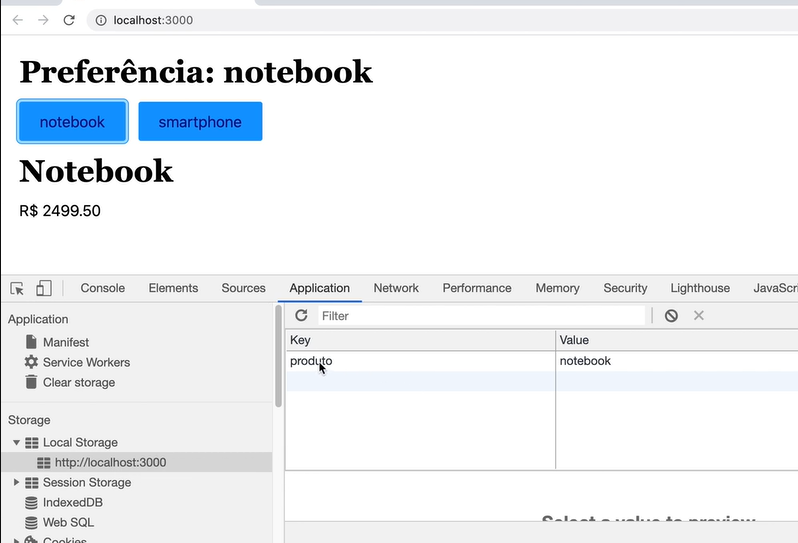 localhost:3000
Preferência: notebook
notebook smartphone
Notebook
R$ 2499.50
Console Elements Sources Application Network Performance Memory Security Lighthouse JavaScri
Application
Filter
Manifest
Service Workers
Clear storage
Key Value
produto notebook
Storage
Local Storage
http://localhost:3000
Session Storage
IndexedDB
Web SQL
Cookies
Select a value to preview